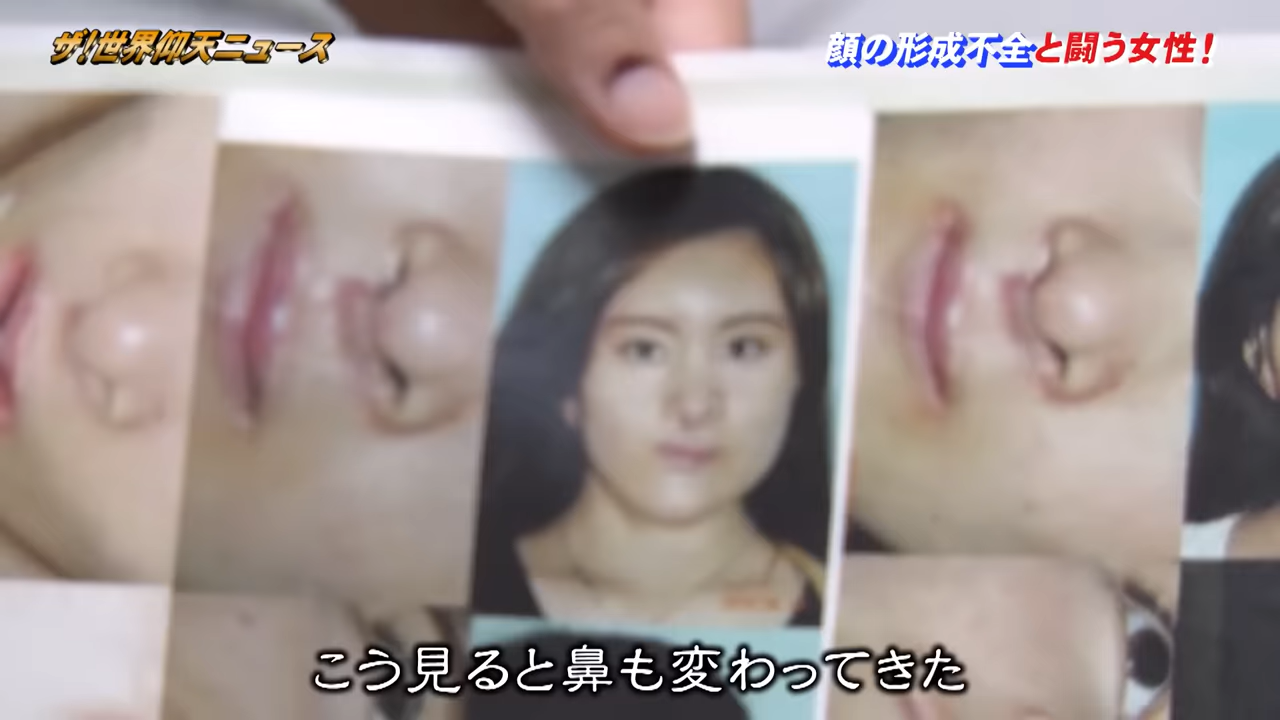 ザ!世界仰天ニュース
顔の形成不全と闘う女性!
こう見ると鼻も変わってきた